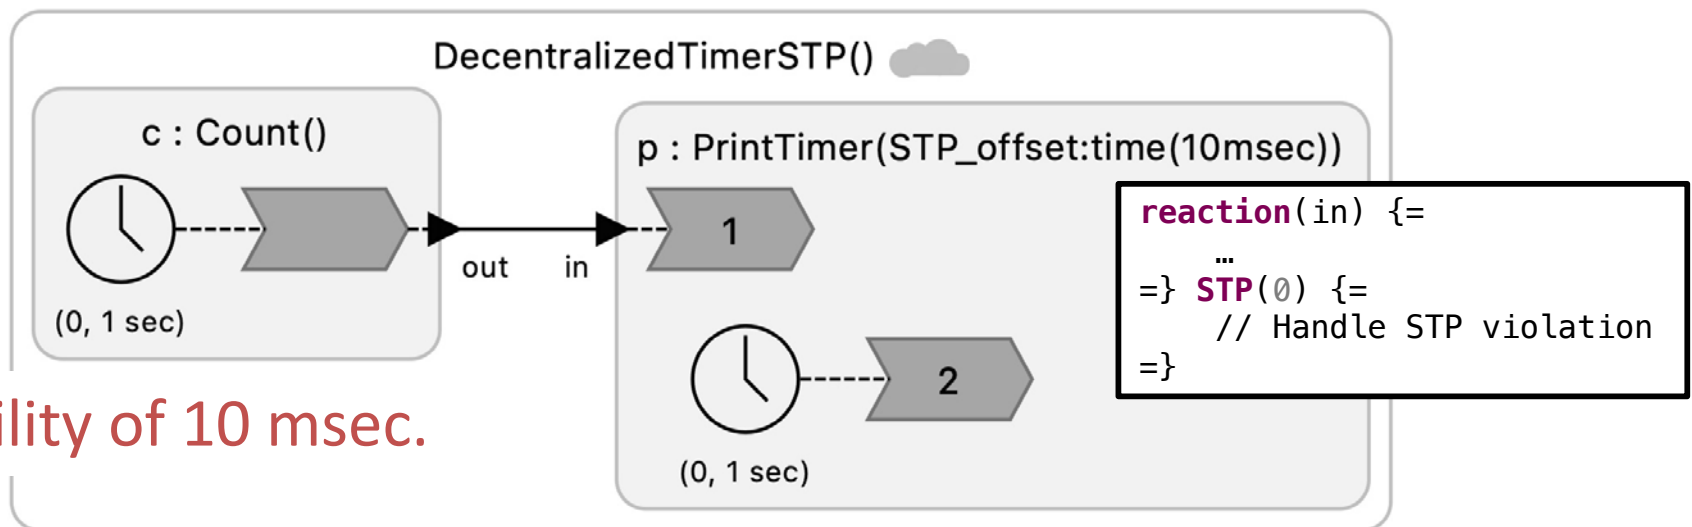 DecentralizedTimerSTP()
c : Count()
(0, 1 sec)
out
in
p : PrintTimer(STP_offset:time(10msec))
1
2
(0, 1 sec)
reaction(in) {=
…
=} STP(0) {=
// Handle STP violation
=}
of 10 msec.